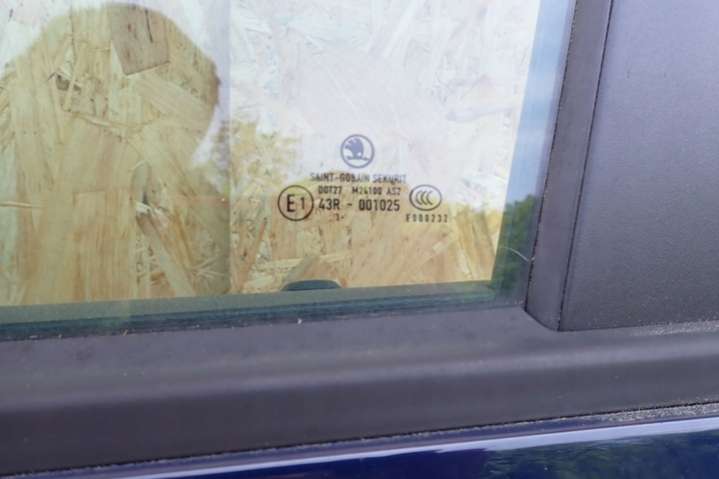 SAINT-GOBAIN SEKURIT
DOT27 M24100 AS2
E1 43R - 001025
E000232